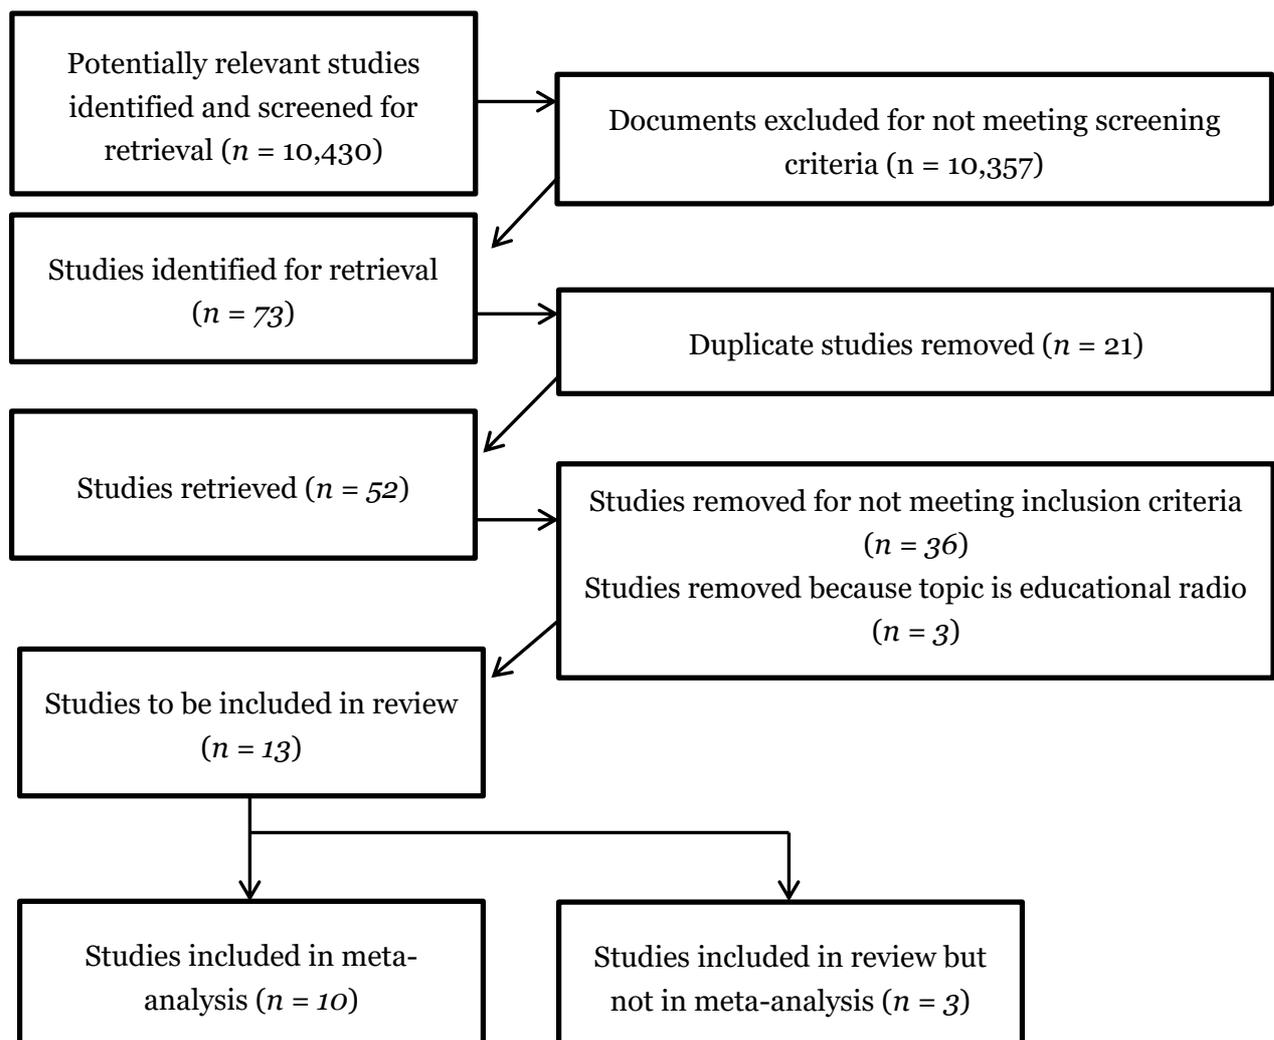 Potentially relevant studies
identified and screened for
retrieval (n = 10,430)
Documents excluded for not meeting screening
criteria (n = 10,357)
Studies identified for retrieval
(n = 73)
Duplicate studies removed (n = 21)
Studies retrieved (n = 52)
Studies removed for not meeting inclusion criteria
(n = 36)
Studies removed because topic is educational radio
(n = 3)
Studies to be included in review
(n = 13)
Studies included in meta-
analysis (n = 10)
Studies included in review but
not in meta-analysis (n = 3)